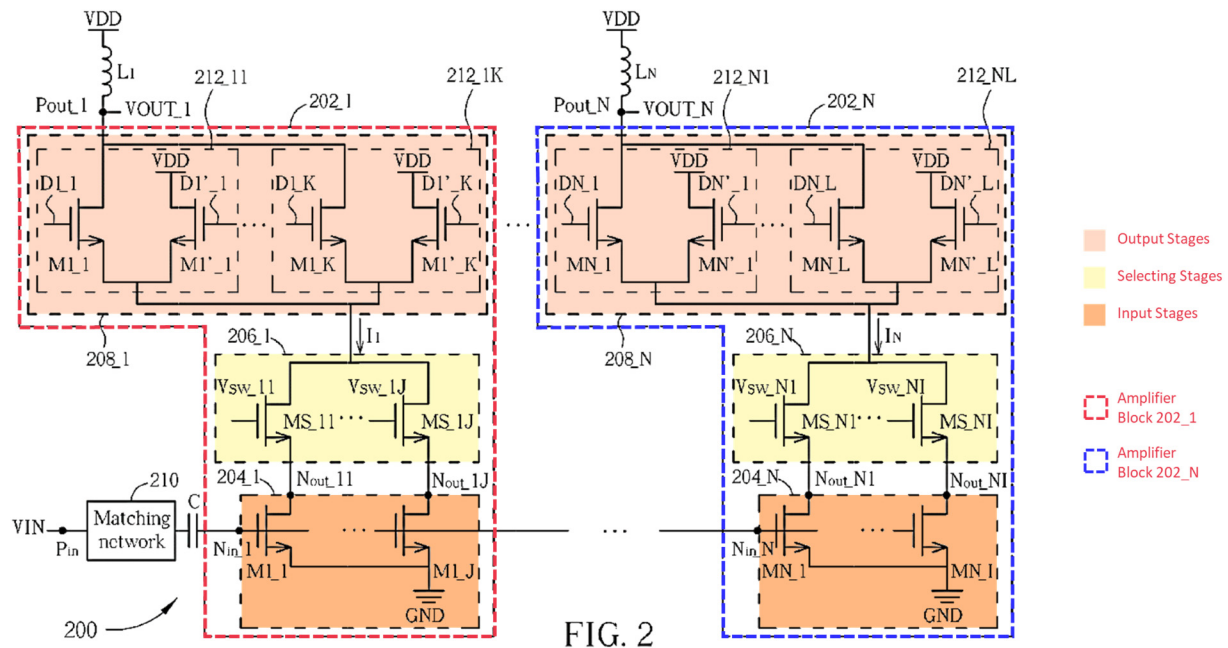 VDD
L1
212_11
212_1K
Pout_1
VOUT_1
202_1
VDD
VDD
D1_1
D1'_1
D1_K
D1'_K
M1_1
M1'_1
M1_K
M1'_K
208_1
206_1
I1
VSW_11
VSW_1J
MS_11
MS_1J
204_1
Nout_11
Nout_1J
210
C
VIN
Pin
Matching
network
Nin_1
M1_1
M1_J
GND
200
VDD
LN
212_N1
212_NL
Pout_N
VOUT_N
202_N
VDD
VDD
DN_1
DN'_1
DN_L
DN'_L
MN_1
MN'_1
MN_L
MN'_L
208_N
206_N
IN
VSW_N1
VSW_NI
MS_N1
MS_NI
204_N
Nout_N1
Nout_NI
Nin_N
MN_1
MN_I
GND
FIG. 2
Output Stages
Selecting Stages
Input Stages
Amplifier
Block 202_1
Amplifier
Block 202_N